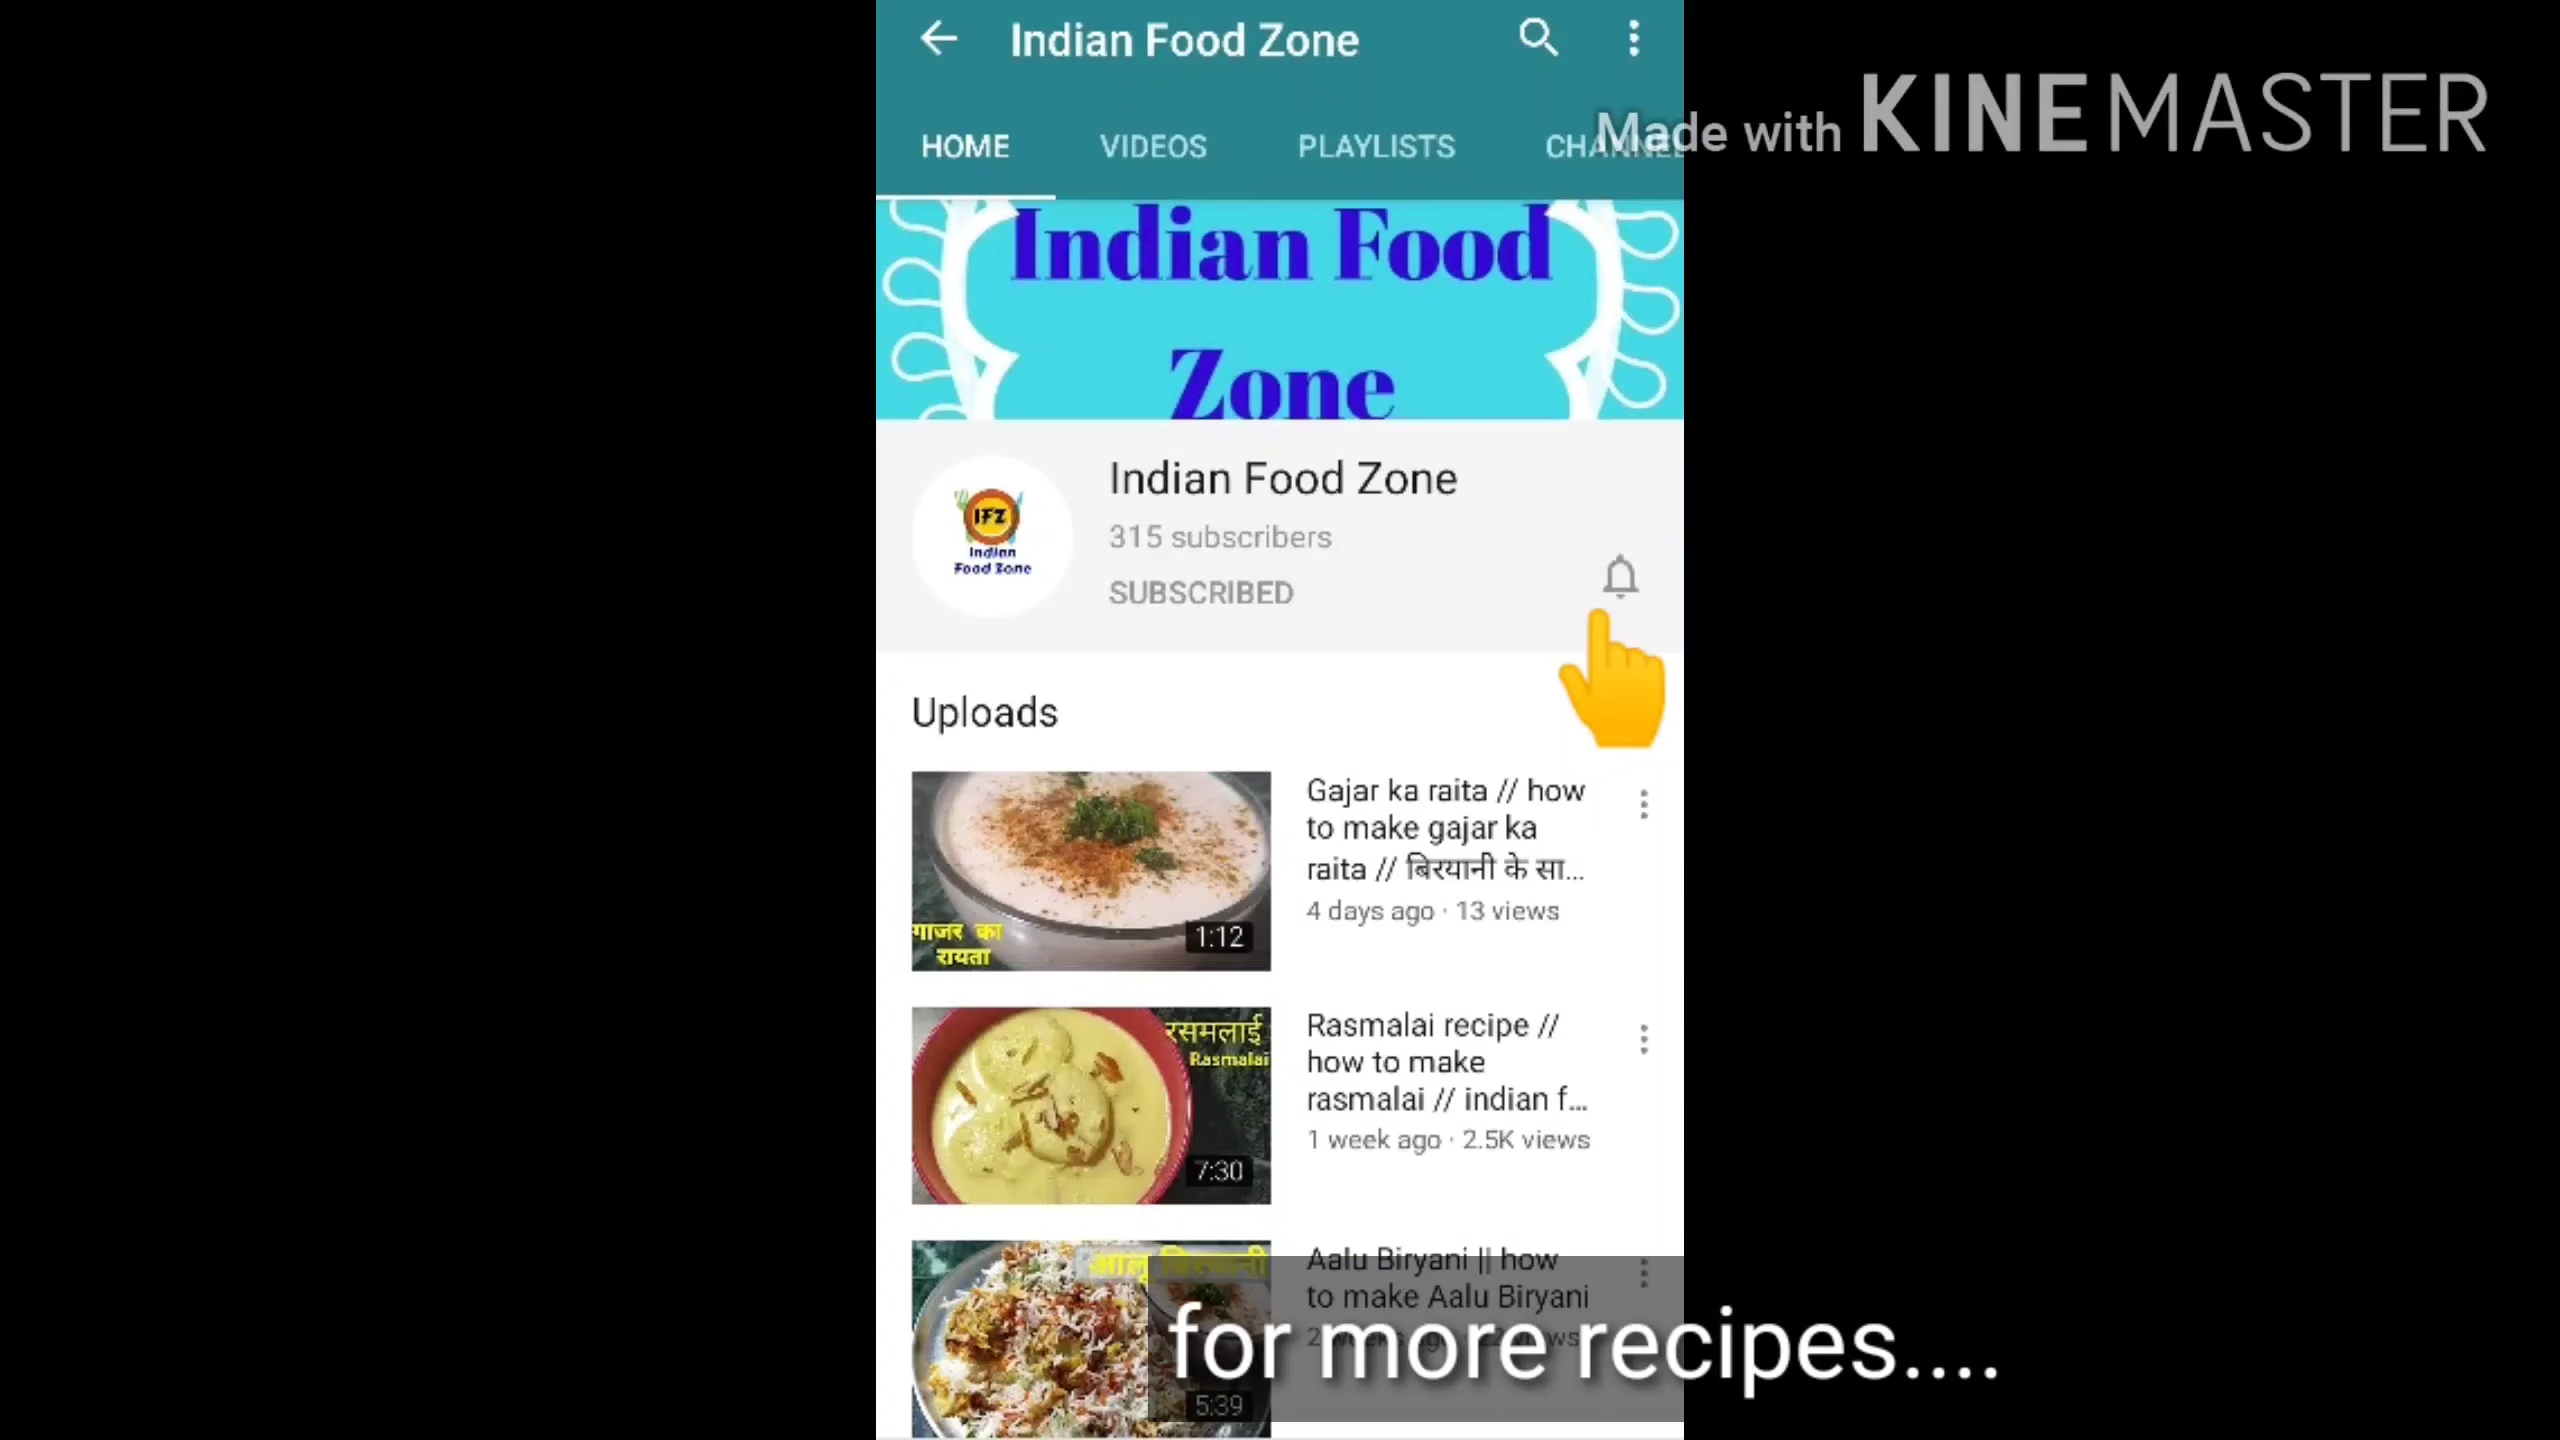 Indian Food Zone
HOME VIDEOS PLAYLISTS
Made with KINEMASTER
Indian Food
Zone
Indian Food Zone
315 subscribers
SUBSCRIBED
IFZ
Indian
Food Zone
Uploads
Gajar ka raita // how
to make gajar ka
raita // बिरयानी के सा...
4 days ago · 13 views
गाजर का
रायता
1:12
Rasmalai recipe //
how to make
rasmalai // indian f...
1 week ago · 2.5K views
रसमलाई
Rasmalai
7:30
Aalu Biryani || how
to make Aalu Biryani
आलू बिरयानी
5:39
for more recipes....